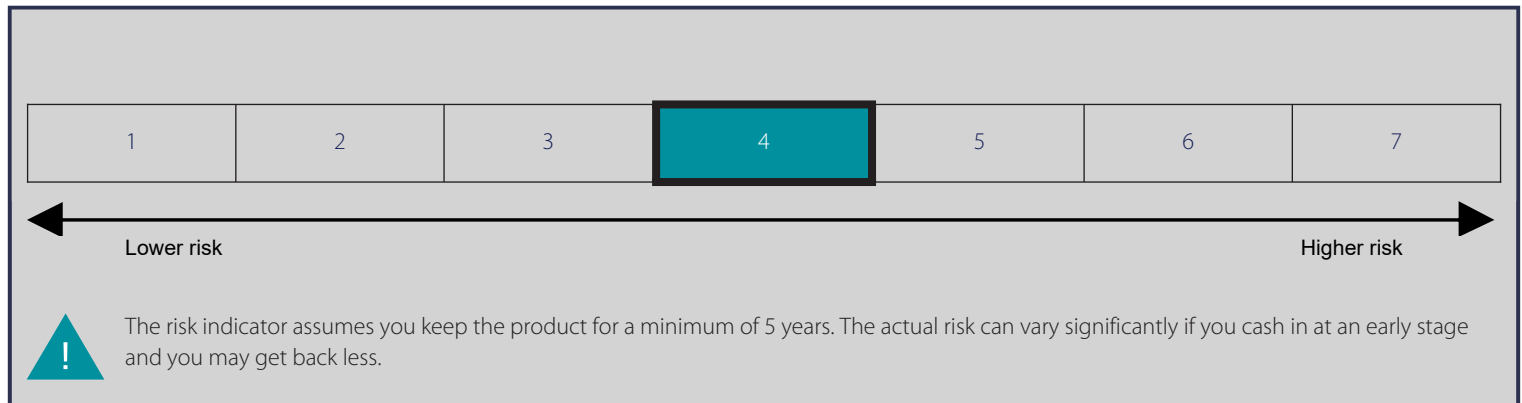 1 2 3 4 5 6 7
Lower risk Higher risk
The risk indicator assumes you keep the product for a minimum of 5 years. The actual risk can vary significantly if you cash in at an early stage
! and you may get back less.